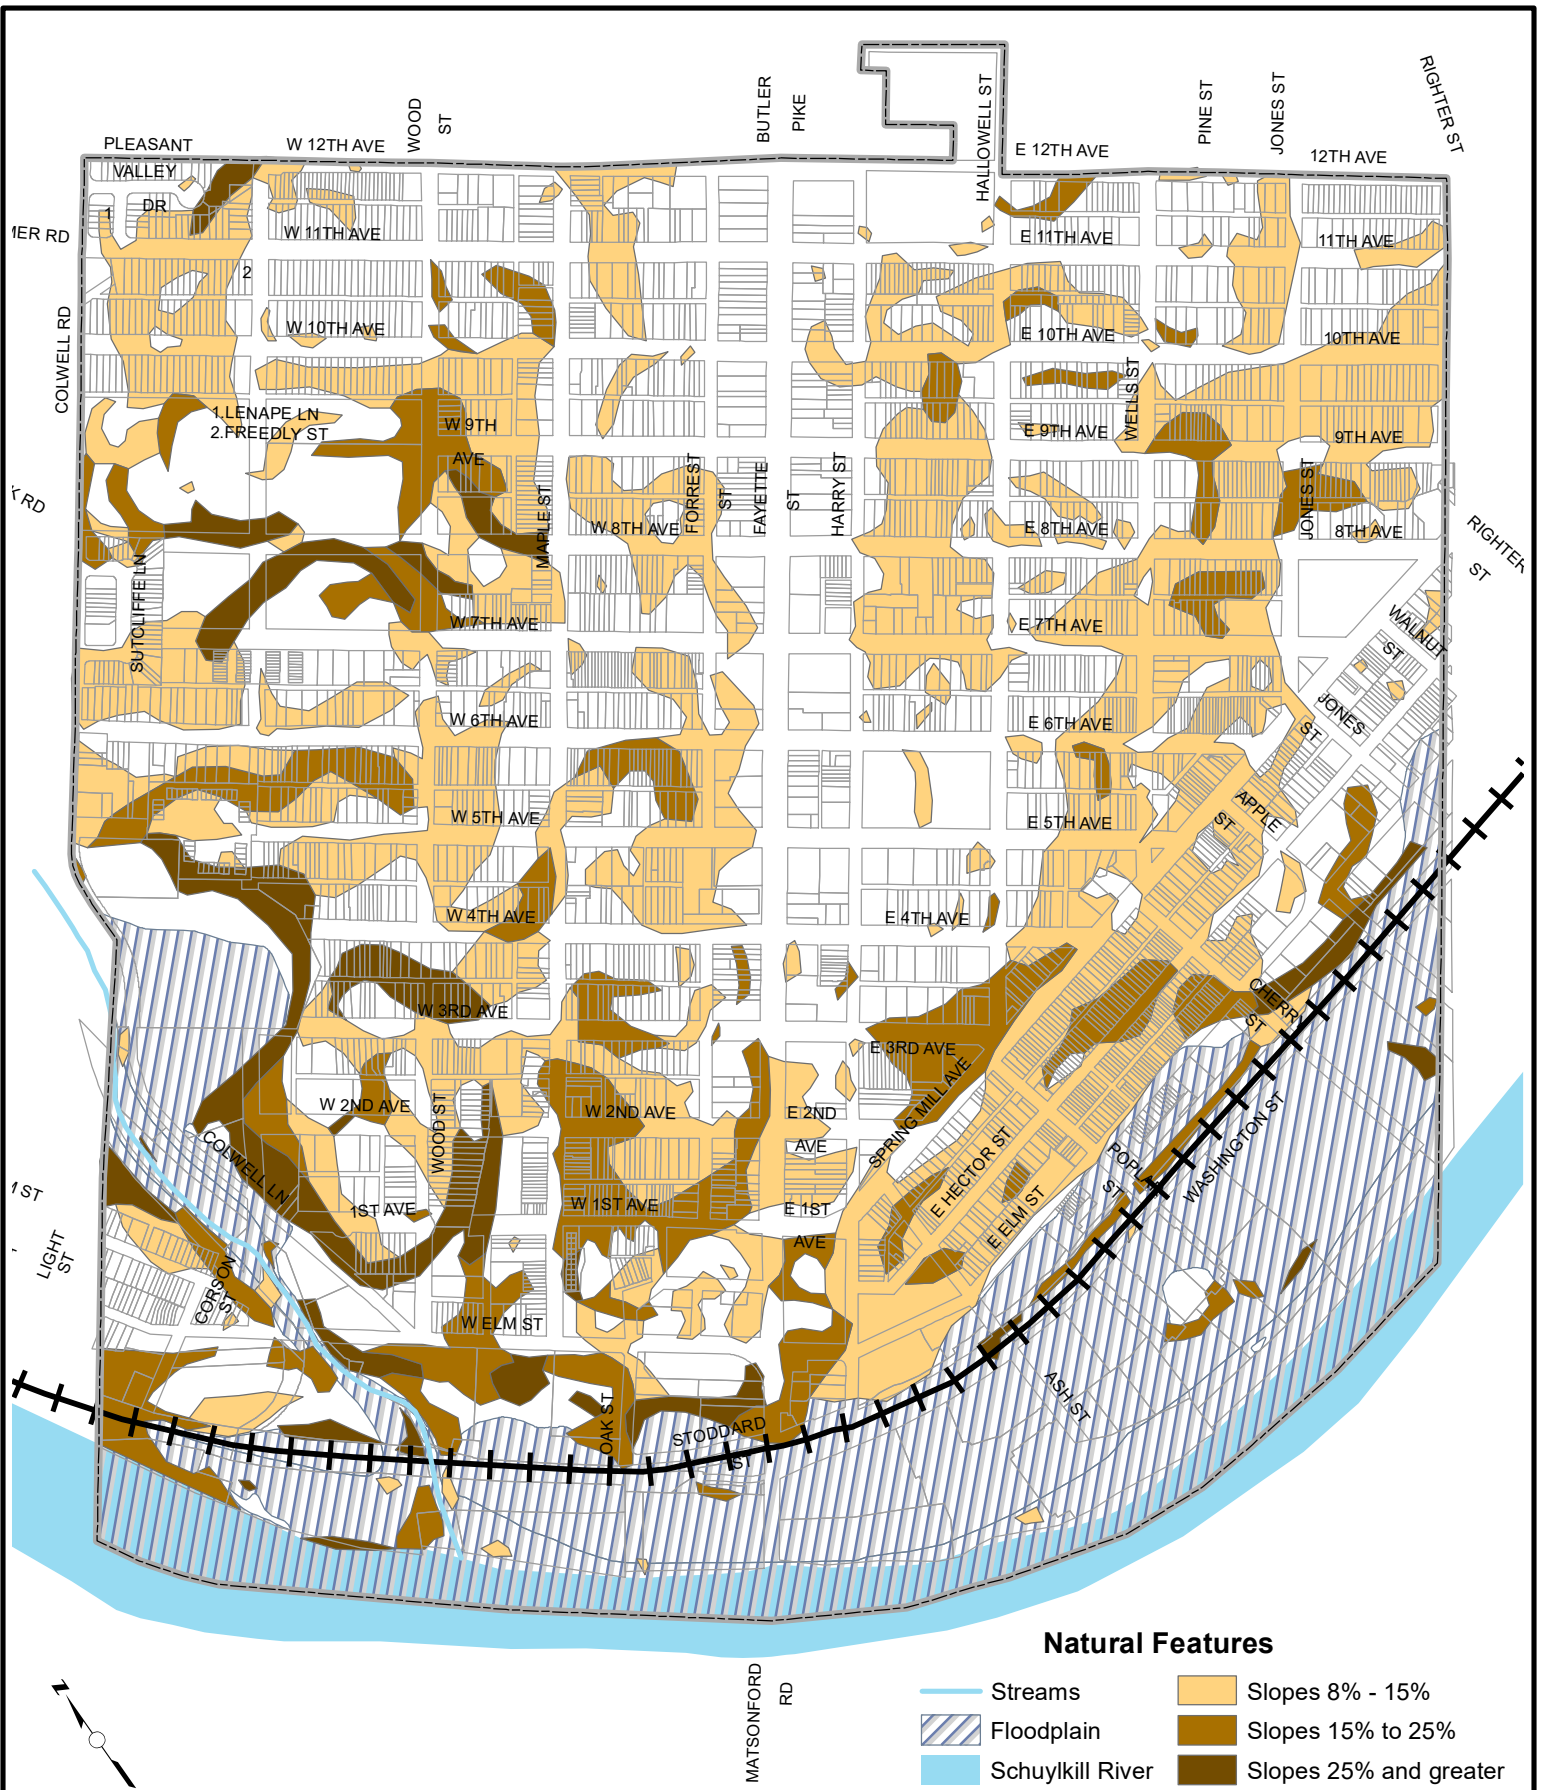 RIGHTER ST
WOOD
ST
BUTLER
PIKE
HALLOWELL ST
PINE ST
JONES ST
PLEASANT
W 12TH AVE
E 12TH AVE
12TH AVE
VALLEY
DR
1
W 11TH AVE
E 11TH AVE
11TH AVE
MER RD
2
COLWELL RD
W 10TH AVE
E 10TH AVE
10TH AVE
1.LENAPE LN
2.FREEDLY ST
W 9TH
AVE
WELLS ST
E 9TH AVE
9TH AVE
K RD
MAPLE ST
FORREST
ST
FAYETTE
ST
HARRY ST
JONES ST
W 8TH AVE
E 8TH AVE
8TH AVE
RIGHTER
ST
SUTCLIFFE LN
W 7TH AVE
E 7TH AVE
WALNUT
ST
W 6TH AVE
E 6TH AVE
JONES
ST
W 5TH AVE
E 5TH AVE
APPLE
ST
W 4TH AVE
E 4TH AVE
W 3RD AVE
E 3RD AVE
CHERRY
ST
W 2ND AVE
WOOD ST
W 2ND AVE
E 2ND
AVE
SPRING MILL AVE
COLWELL LN
E HECTOR ST
POPLAR
ST
WASHINGTON ST
M ST
1ST AVE
W 1ST AVE
E 1ST
AVE
E ELM ST
LIGHT
ST
CORSON
ST
W ELM ST
ASH ST
OAK ST
STODDARD
ST
MATSONFORD
RD
Z
Natural Features
Streams
Floodplain
Schuylkill River
Slopes 8% - 15%
Slopes 15% to 25%
Slopes 25% and greater